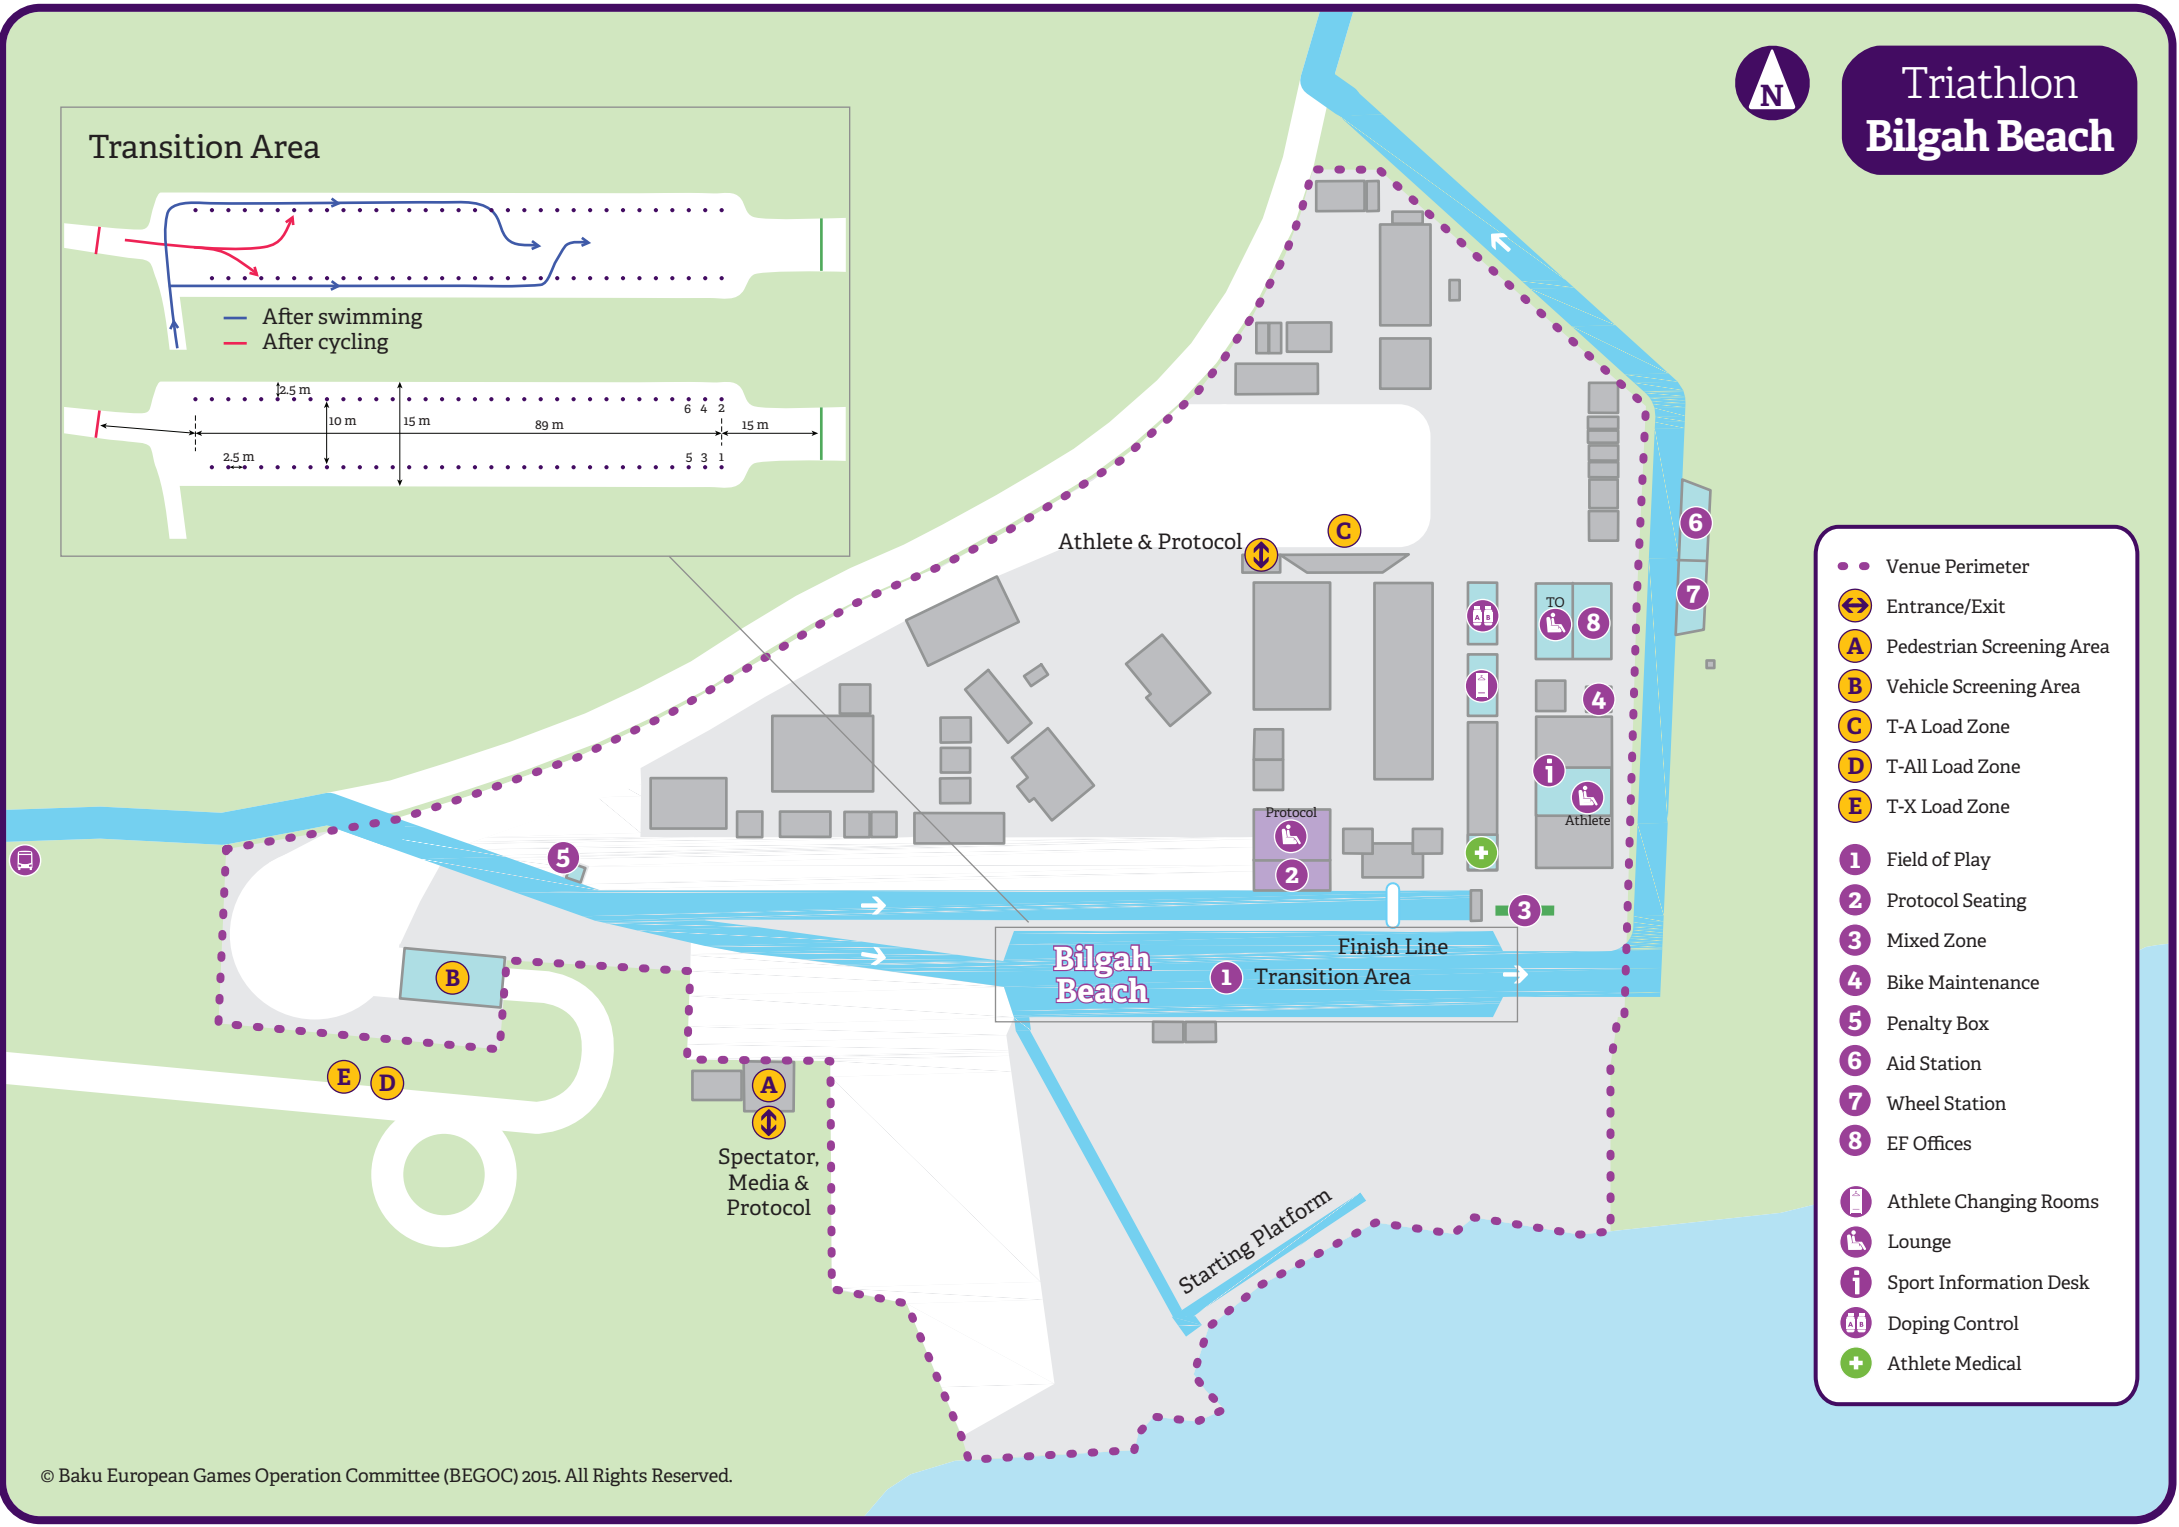 Triathlon
Bilgah Beach
N
Transition Area
After swimming
After cycling
2.5 m
10 m
15 m
89 m
15 m
2.5 m
6 4 2
5 3 1
Athlete & Protocol
C
6
7
TO
8
A B
4
i
Athlete
Protocol
2
5
3
B
Bilgah
Beach
1
Finish Line
Transition Area
E
D
A
Spectator,
Media &
Protocol
Starting Platform
Venue Perimeter
Entrance/Exit
A Pedestrian Screening Area
B Vehicle Screening Area
C T-A Load Zone
D T-All Load Zone
E T-X Load Zone
1 Field of Play
2 Protocol Seating
3 Mixed Zone
4 Bike Maintenance
5 Penalty Box
6 Aid Station
7 Wheel Station
8 EF Offices
Athlete Changing Rooms
Lounge
i Sport Information Desk
A B Doping Control
Athlete Medical
© Baku European Games Operation Committee (BEGOC) 2015. All Rights Reserved.